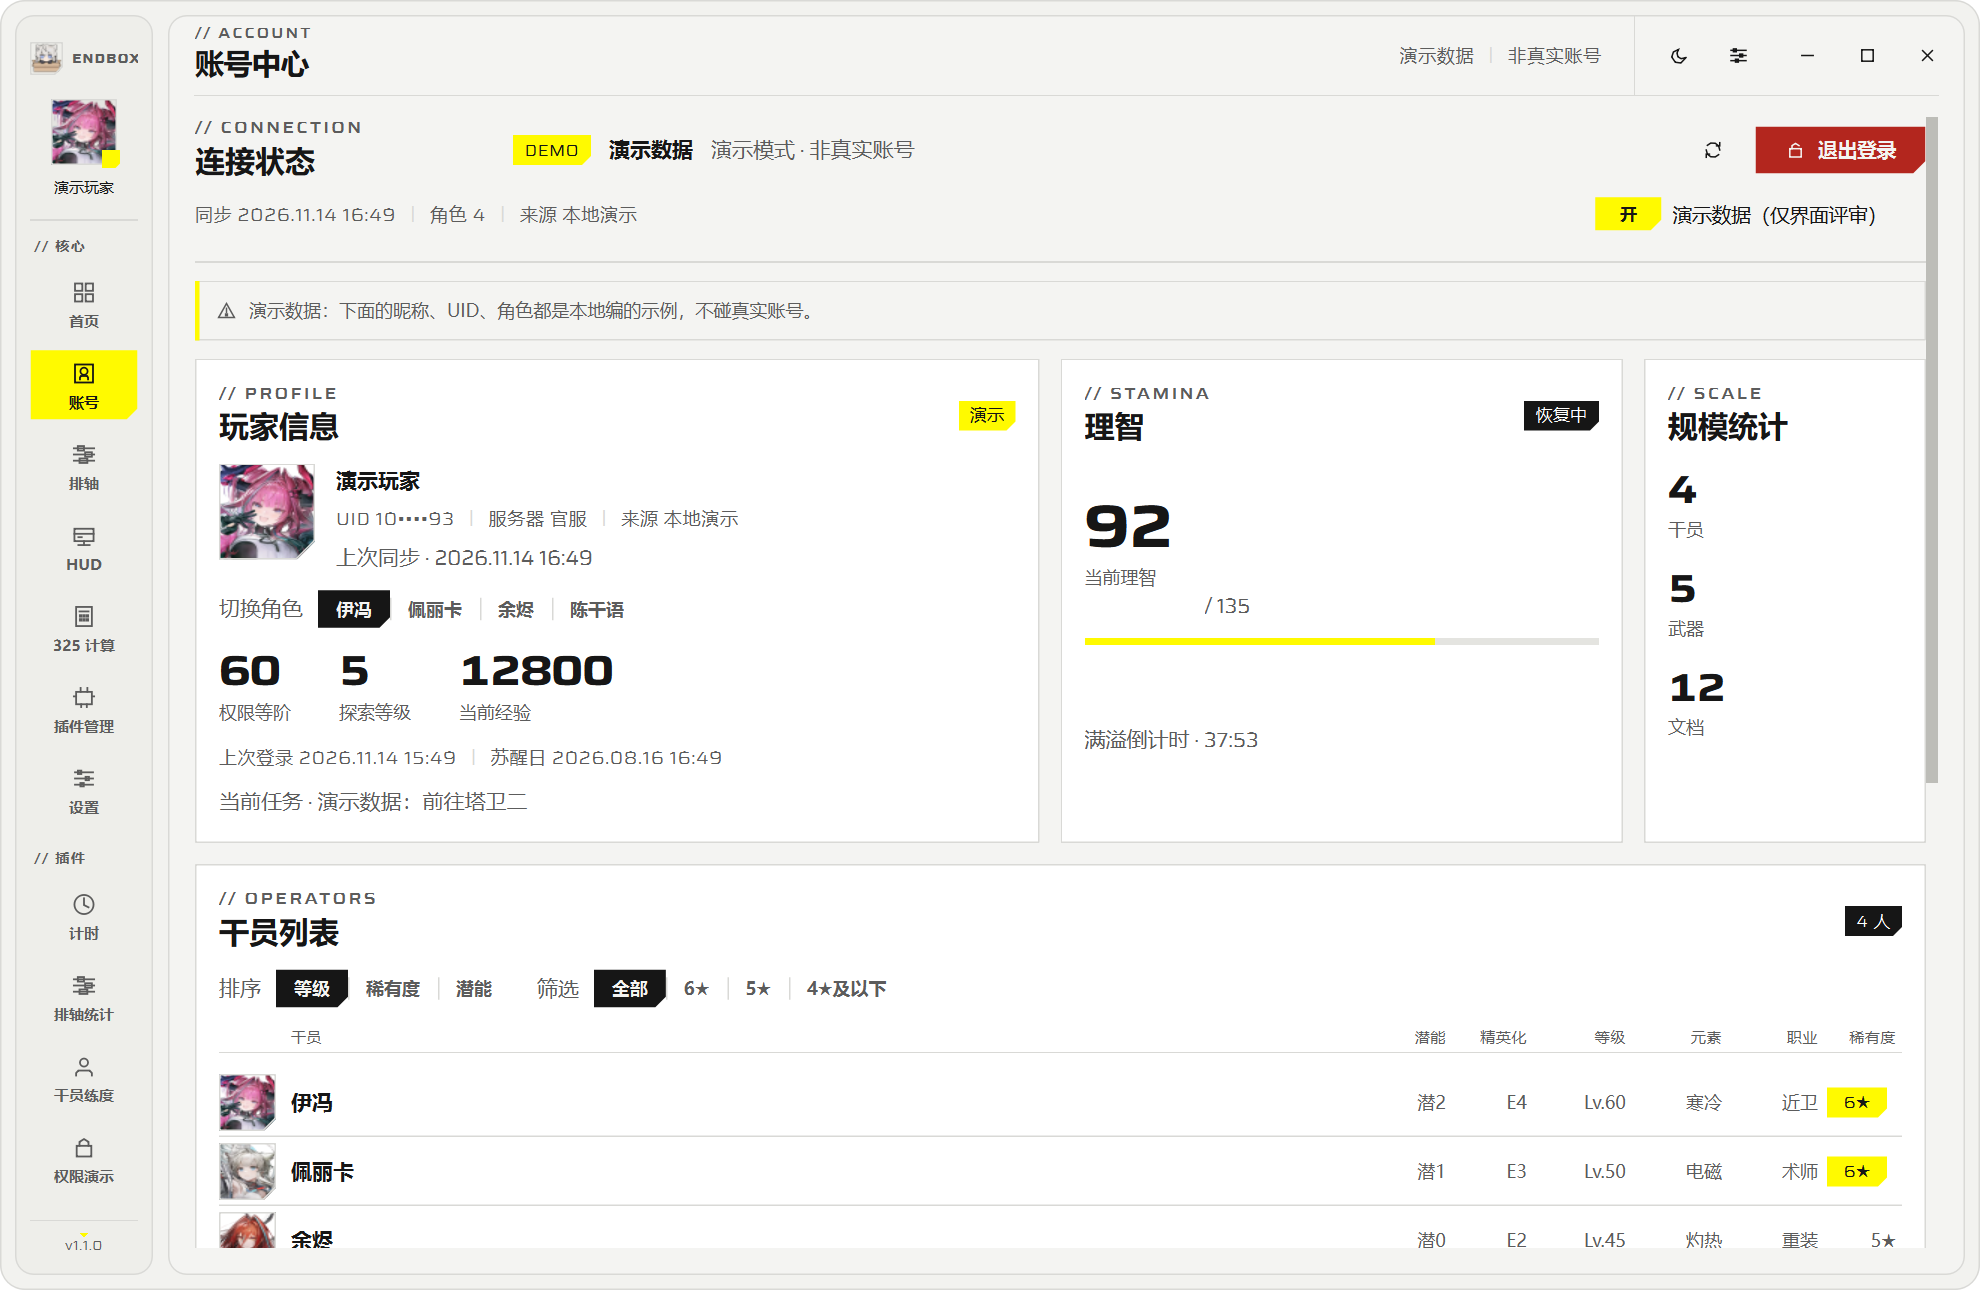 ENDBOX
演示玩家
// 核心
首页
账号
排轴
HUD
325 计算
插件管理
设置
// 插件
计时
排轴统计
干员练度
权限演示
v1.1.0
// ACCOUNT
账号中心
演示数据 非真实账号
// CONNECTION
连接状态
DEMO 演示数据 演示模式 · 非真实账号
退出登录
同步 2026.11.14 16:49 角色 4 来源 本地演示
开 演示数据（仅界面评审）
演示数据：下面的昵称、UID、角色都是本地编的示例，不碰真实账号。
// PROFILE
玩家信息
演示
演示玩家
UID 10••••93 服务器 官服 来源 本地演示
上次同步 · 2026.11.14 16:49
切换角色 伊冯 佩丽卡 余烬 陈千语
60 5 12800
权限等阶 探索等级 当前经验
上次登录 2026.11.14 15:49 苏醒日 2026.08.16 16:49
当前任务 · 演示数据：前往塔卫二
// STAMINA
理智
恢复中
92
当前理智
/ 135
满溢倒计时 · 37:53
// SCALE
规模统计
4
干员
5
武器
12
文档
// OPERATORS
干员列表
4 人
排序 等级 稀有度 潜能 筛选 全部 6★ 5★ 4★及以下
干员 潜能 精英化 等级 元素 职业 稀有度
伊冯 潜2 E4 Lv.60 寒冷 近卫 6★
佩丽卡 潜1 E3 Lv.50 电磁 术师 6★
余烬 潜0 E2 Lv.45 灼热 重装 5★